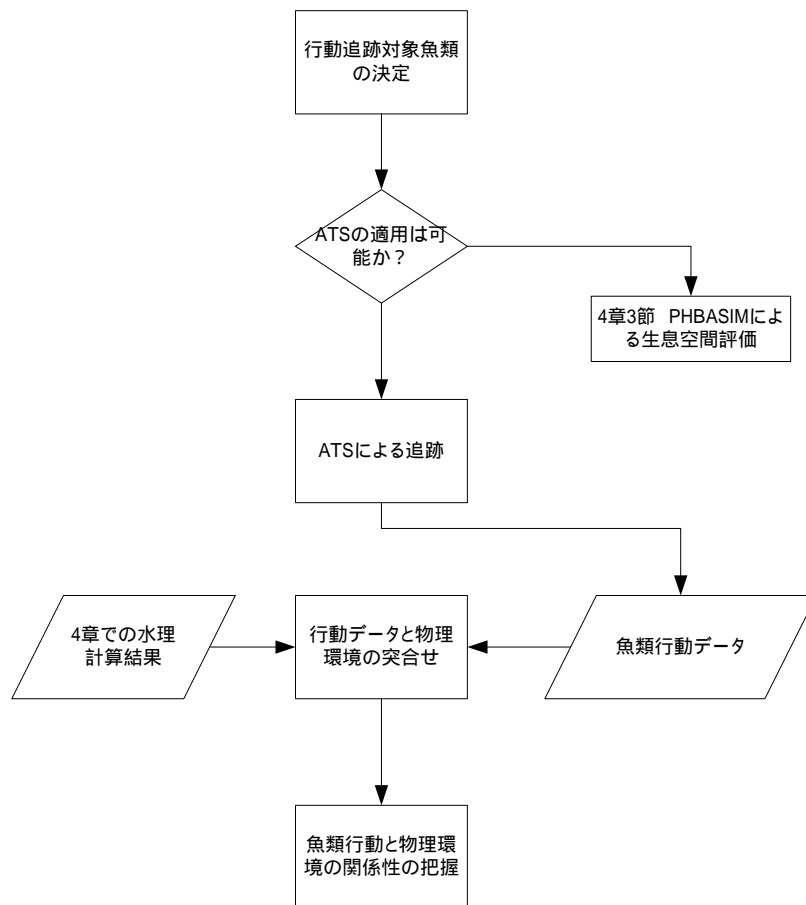 行動追跡対象魚類
の決定
ATSの適用は可
能か？
4章3節 PHBASIMによ
る生息空間評価
ATSによる追跡
4章での水理
計算結果
行動データと物理
環境の突合せ
魚類行動データ
魚類行動と物理環
境の関係性の把握